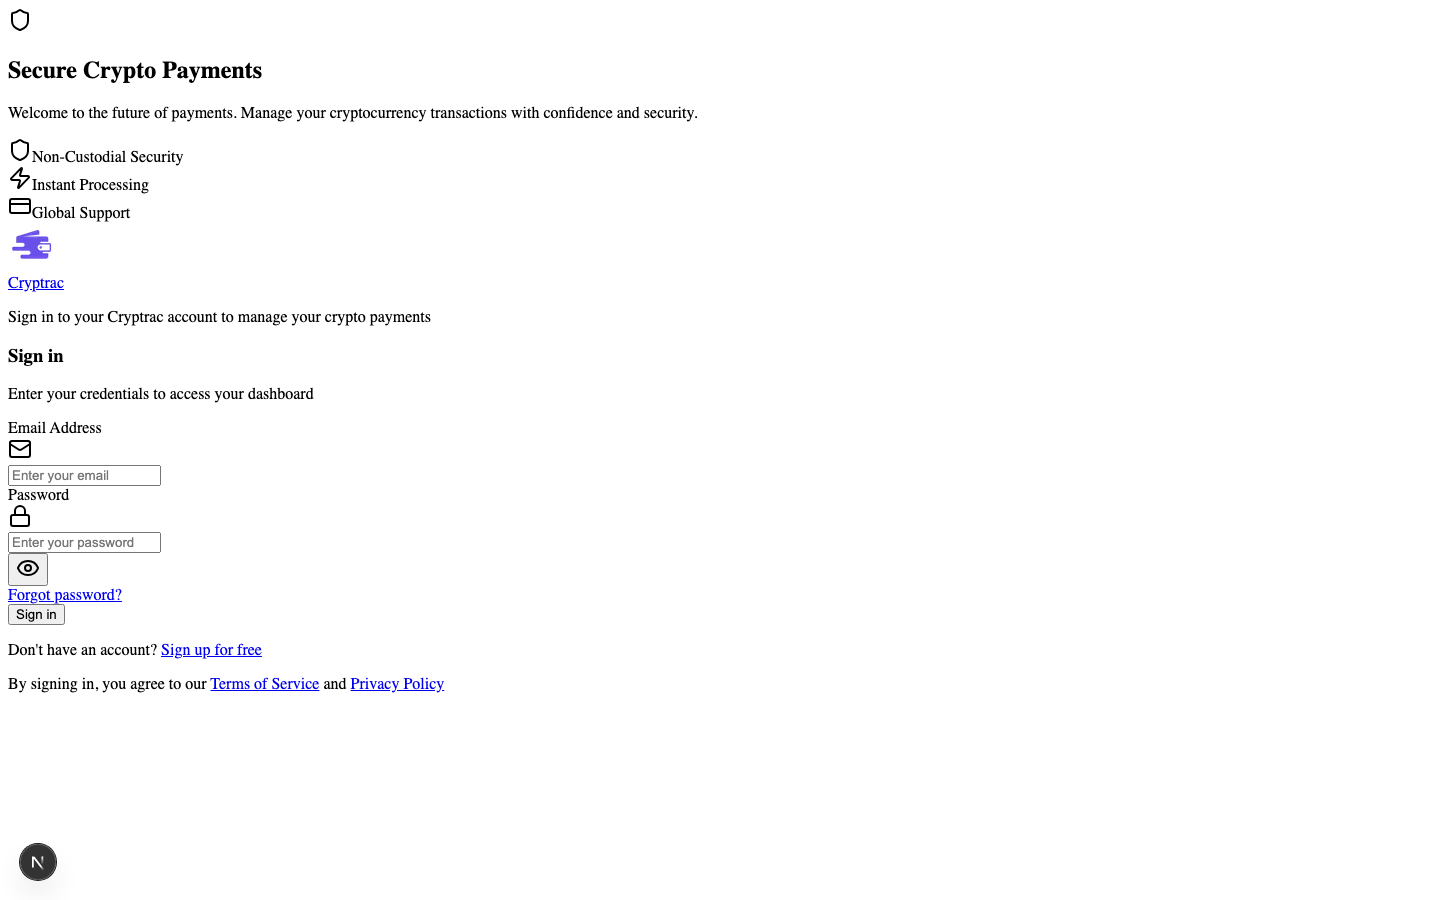 Secure Crypto Payments
Welcome to the future of payments. Manage your cryptocurrency transactions with confidence and security.
Non-Custodial Security
Instant Processing
Global Support
Cryptrac
Sign in to your Cryptrac account to manage your crypto payments
Sign in
Enter your credentials to access your dashboard
Email Address
Enter your email
Password
Enter your password
Forgot password?
Sign in
Don't have an account? Sign up for free
By signing in, you agree to our Terms of Service and Privacy Policy
N